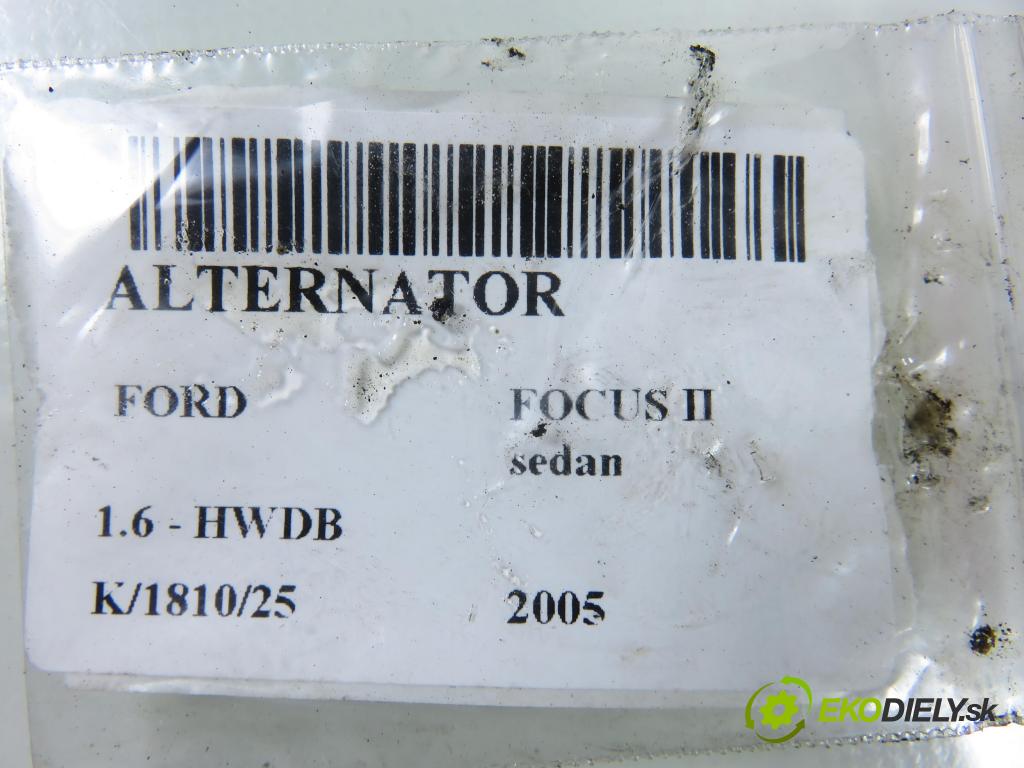 ALTERNATOR
FORD FOCUS II
sedan
1.6 - HWDB
K/1810/25 2005
EKODIELY.sk